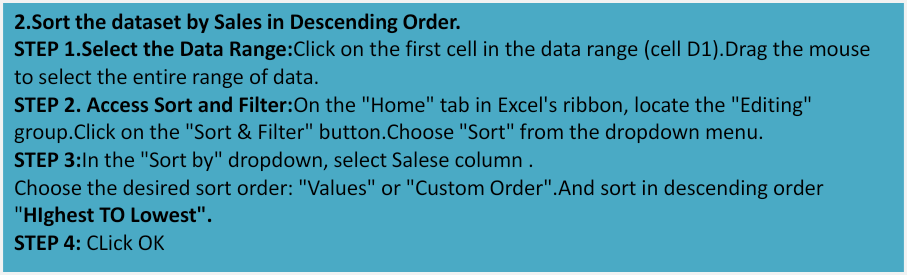 2.Sort the dataset by Sales in Descending Order.
STEP 1.Select the Data Range:Click on the first cell in the data range (cell D1).Drag the mouse
to select the entire range of data.
STEP 2. Access Sort and Filter:On the "Home" tab in Excel's ribbon, locate the "Editing"
group.Click on the "Sort & Filter" button.Choose "Sort" from the dropdown menu.
STEP 3:In the "Sort by" dropdown, select Salese column .
Choose the desired sort order: "Values" or "Custom Order".And sort in descending order
"HIghest TO Lowest".
STEP 4: CLick OK